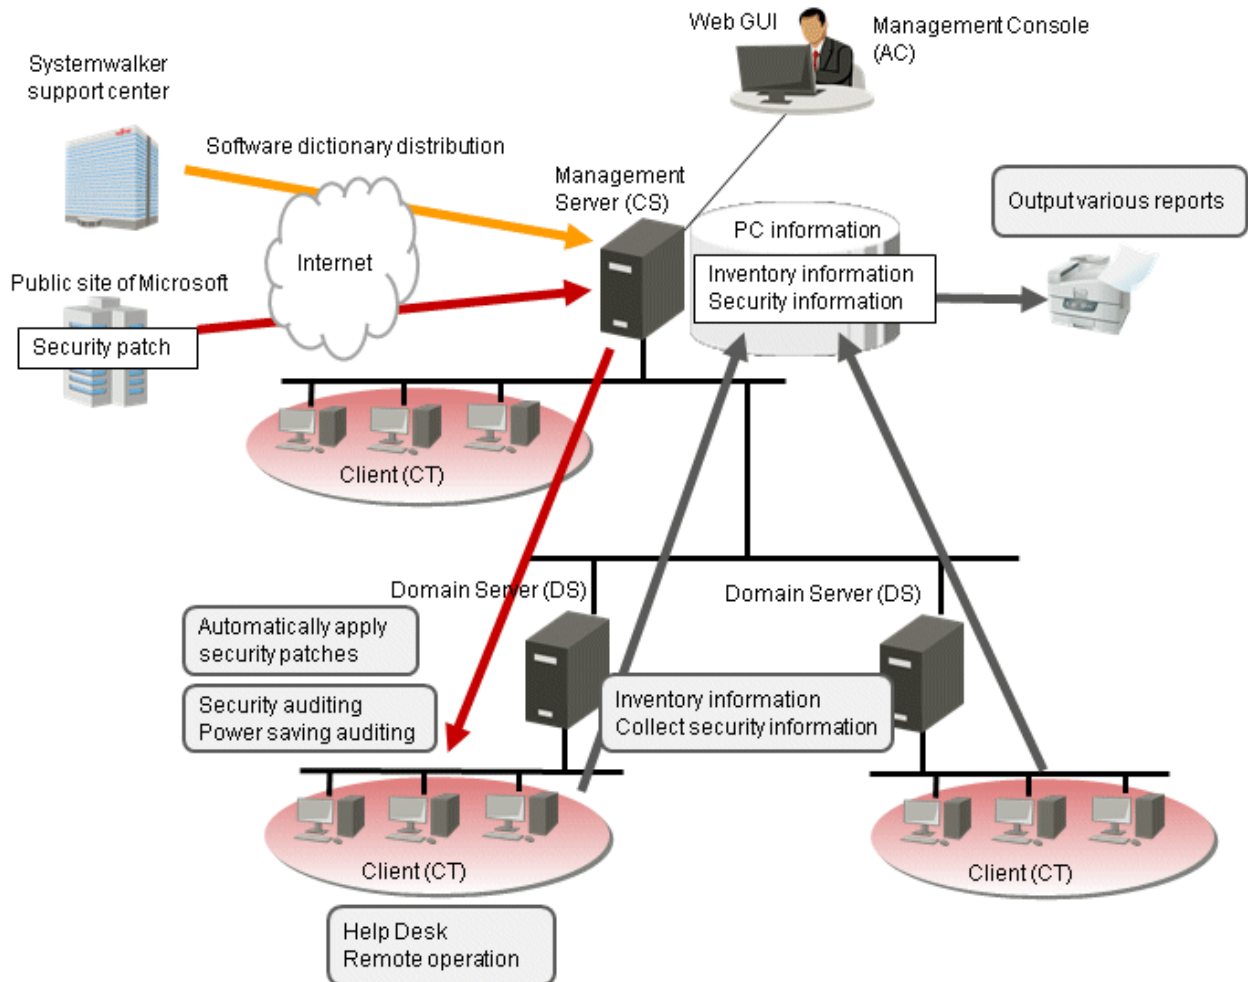 Web GUI
Management Console
(AC)
Systemwalker
support center
Software dictionary distribution
Management
Server (CS)
Output various reports
PC information
Internet
Inventory information
Security information
Public site of Microsoft
Security patch
Client (CT)
Domain Server (DS)
Domain Server (DS)
Automatically apply
security patches
Security auditing
Power saving auditing
Inventory information
Collect security information
Client (CT)
Client (CT)
Help Desk
Remote operation